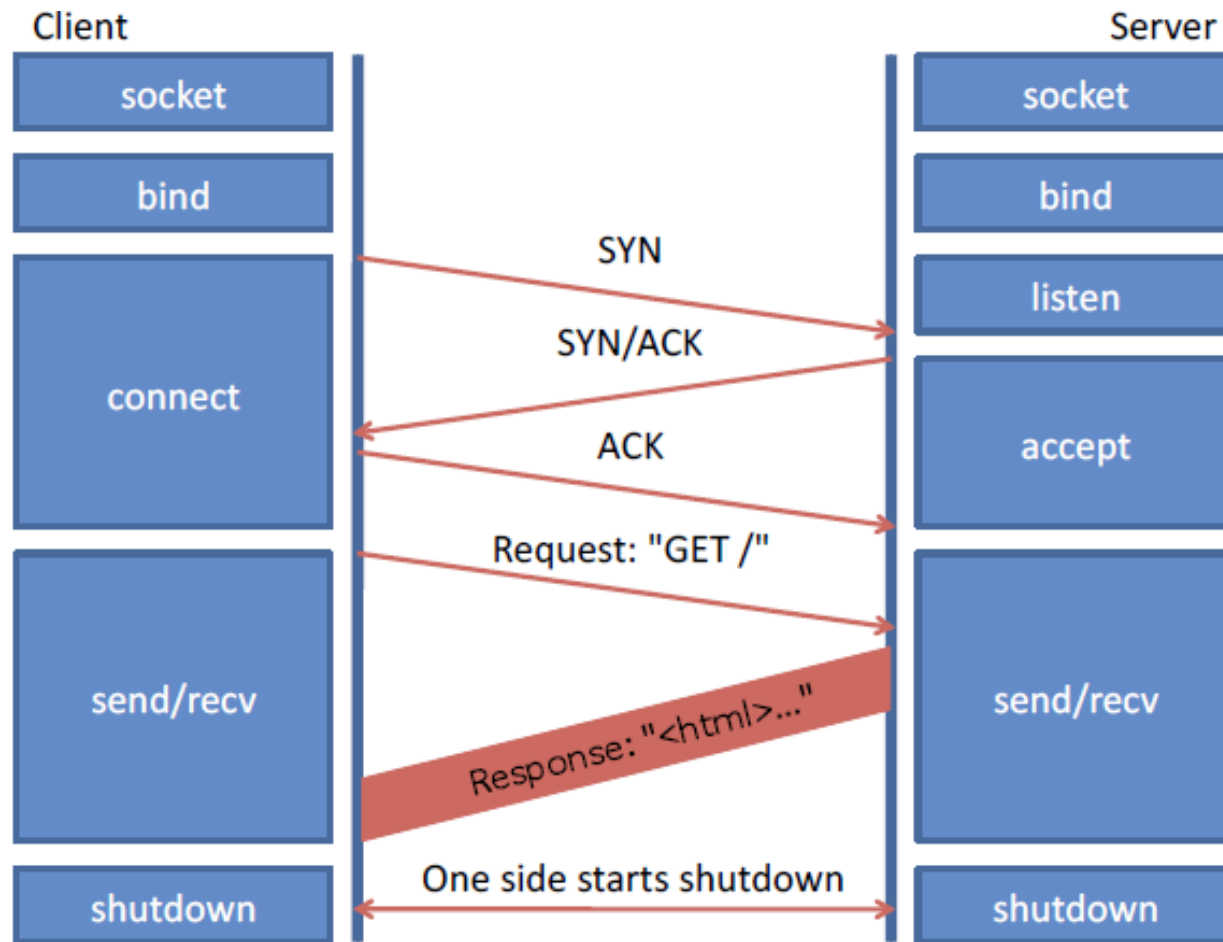 Client
Server
socket
socket
bind
bind
SYN
listen
SYN/ACK
connect
accept
ACK
Request: "GET /"
send/recv
send/recv
Response: "<html>..."
One side starts shutdown
shutdown
shutdown